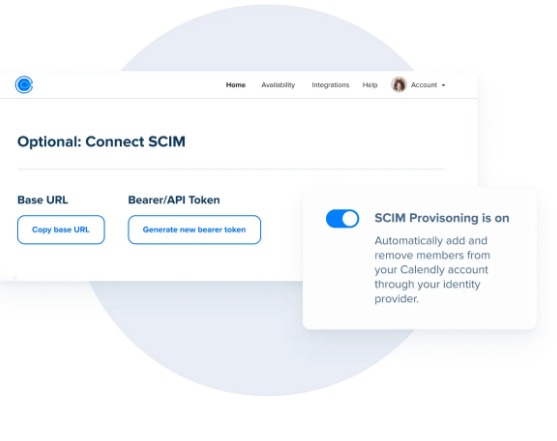 Home Availability Integrations Help Account
Optional: Connect SCIM
Base URL Bearer/API Token
Copy base URL Generate new bearer token
SCIM Provisoning is on
Automatically add and
remove members from
your Calendly account
through your identity
provider.